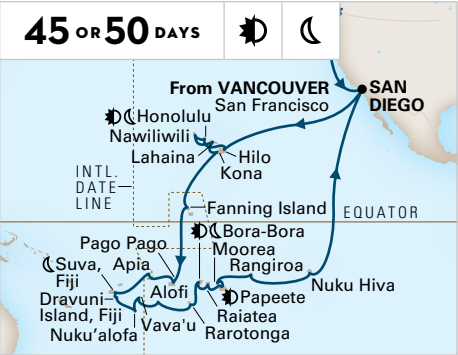 45 OR 50 DAYS
From VANCOUVER
San Francisco
SAN
DIEGO
Honolulu
Nawiliwili
Lahaina
Hilo
Kona
INTL.
DATE
LINE
Fanning Island
EQUATOR
Bora-Bora
Moorea
Rangiroa
Pago Pago
Apia
Suva,
Fiji
Alofi
Nuku Hiva
Dravuni
Island, Fiji
Papeete
Raiatea
Nuku'alofa
Vava'u
Rarotonga